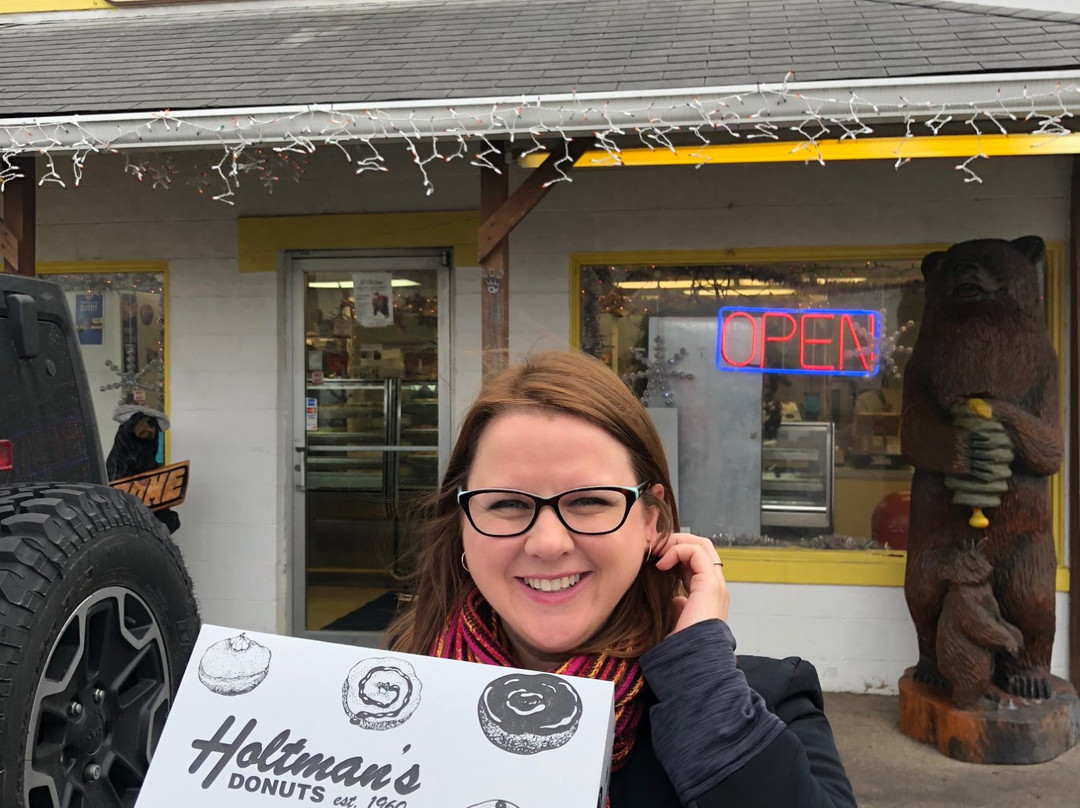 OPEN
Holtman's
DONUTS est. 1960